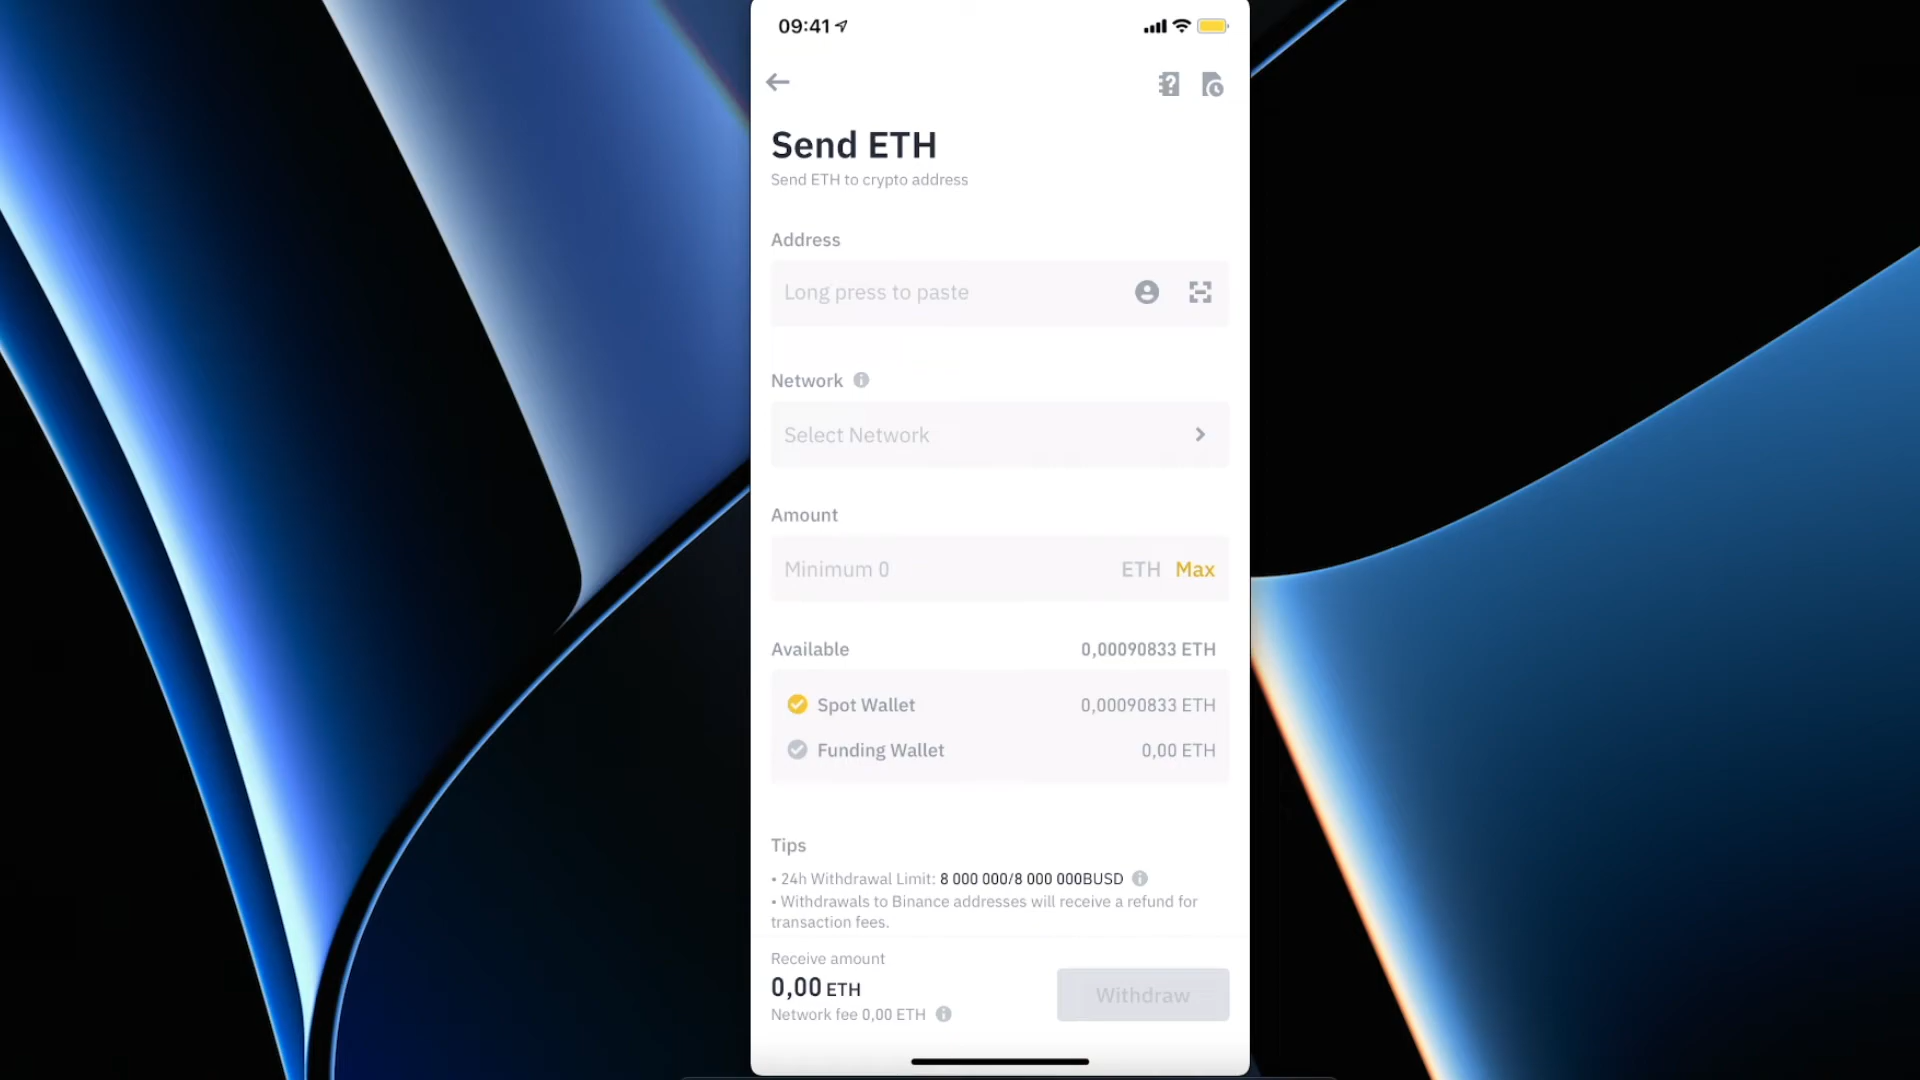 09:41
Send ETH
Send ETH to crypto address
Address
Long press to paste
Network
Select Network
Amount
Minimum 0 ETH Max
Available 0,00090833 ETH
Spot Wallet 0,00090833 ETH
Funding Wallet 0,00 ETH
Tips
• 24h Withdrawal Limit: 8 000 000/8 000 000BUSD
• Withdrawals to Binance addresses will receive a refund for
transaction fees.
Receive amount
0,00 ETH
Network fee 0,00 ETH
Withdraw